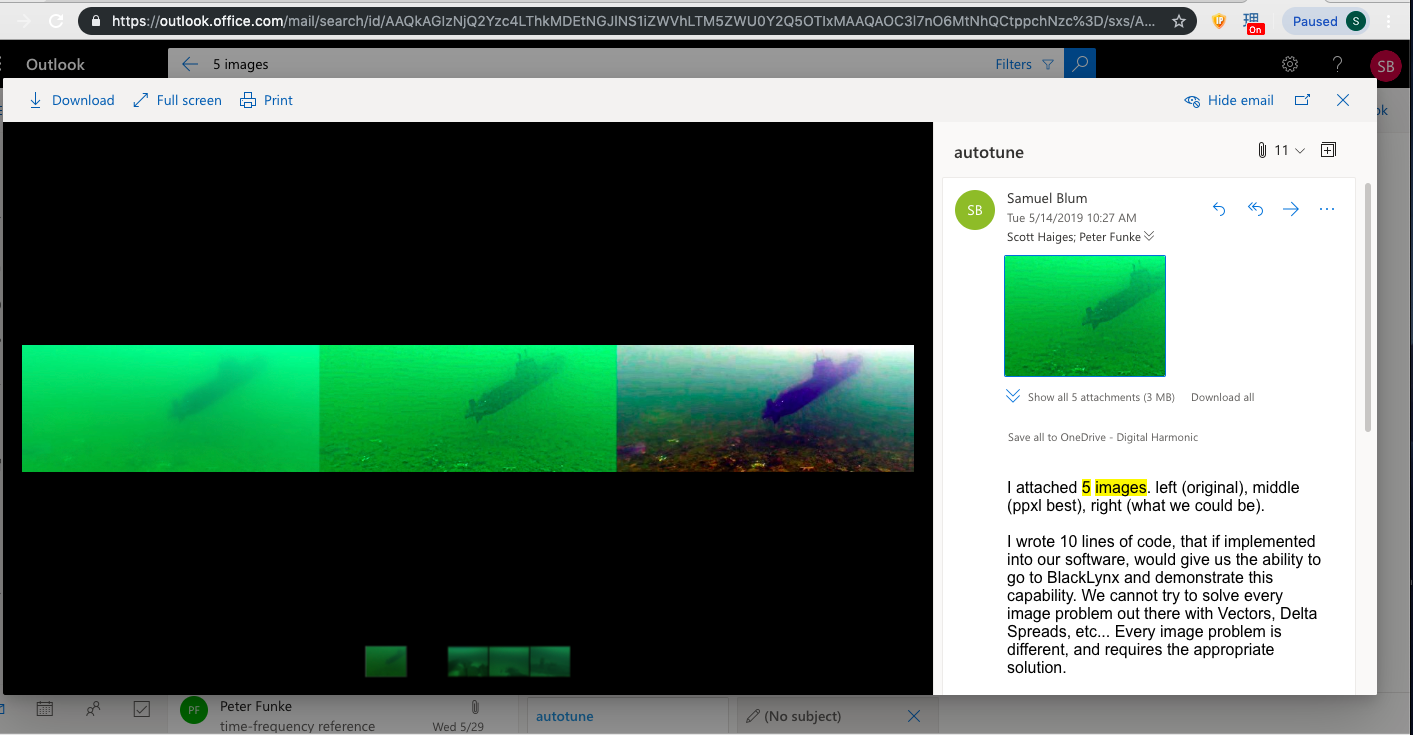 https://outlook.office.com/mail/search/id/AAQkAGIzNjQ2Yzc4LThkMDEtNGJlNS1iZWVhLTM5ZWU0Y2Q5OTIxMAAQAOC3l7nO6MtNhQCtppchNzc%3D/sxs/A...
On
Paused S
Outlook
5 images
Filters
?
SB
Download Full screen Print
Hide email
autotune
11
SB
Samuel Blum
Tue 5/14/2019 10:27 AM
Scott Haiges; Peter Funke
Show all 5 attachments (3 MB) Download all
Save all to OneDrive - Digital Harmonic
I attached 5 images. left (original), middle
(ppxl best), right (what we could be).
I wrote 10 lines of code, that if implemented
into our software, would give us the ability to
go to BlackLynx and demonstrate this
capability. We cannot try to solve every
image problem out there with Vectors, Delta
Spreads, etc... Every image problem is
different, and requires the appropriate
solution.
PF
Peter Funke
time-frequency reference
Wed 5/29
autotune
(No subject)